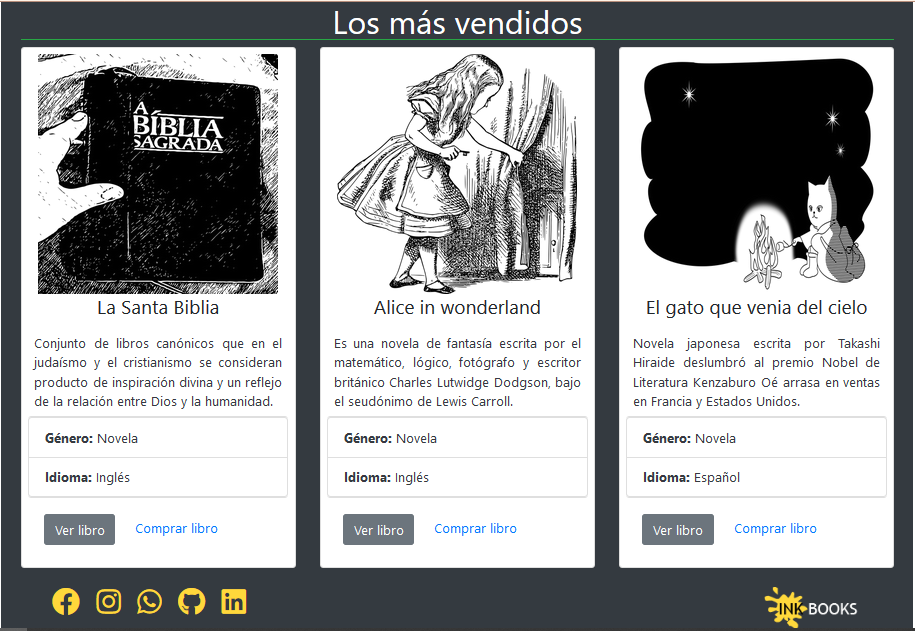 Los más vendidos
A
BÍBLIA
SAGRADA
La Santa Biblia
Conjunto de libros canónicos que en el
judaísmo y el cristianismo se consideran
producto de inspiración divina y un reflejo
de la relación entre Dios y la humanidad.
Género: Novela
Idioma: Inglés
Ver libro
Comprar libro
Alice in wonderland
Es una novela de fantasía escrita por el
matemático, lógico, fotógrafo y escritor
británico Charles Lutwidge Dodgson, bajo
el seudónimo de Lewis Carroll.
Género: Novela
Idioma: Inglés
Ver libro
Comprar libro
El gato que venia del cielo
Novela japonesa escrita por Takashi
Hiraide deslumbró al premio Nobel de
Literatura Kenzaburo Oé arrasa en ventas
en Francia y Estados Unidos.
Género: Novela
Idioma: Español
Ver libro
Comprar libro
INK BOOKS